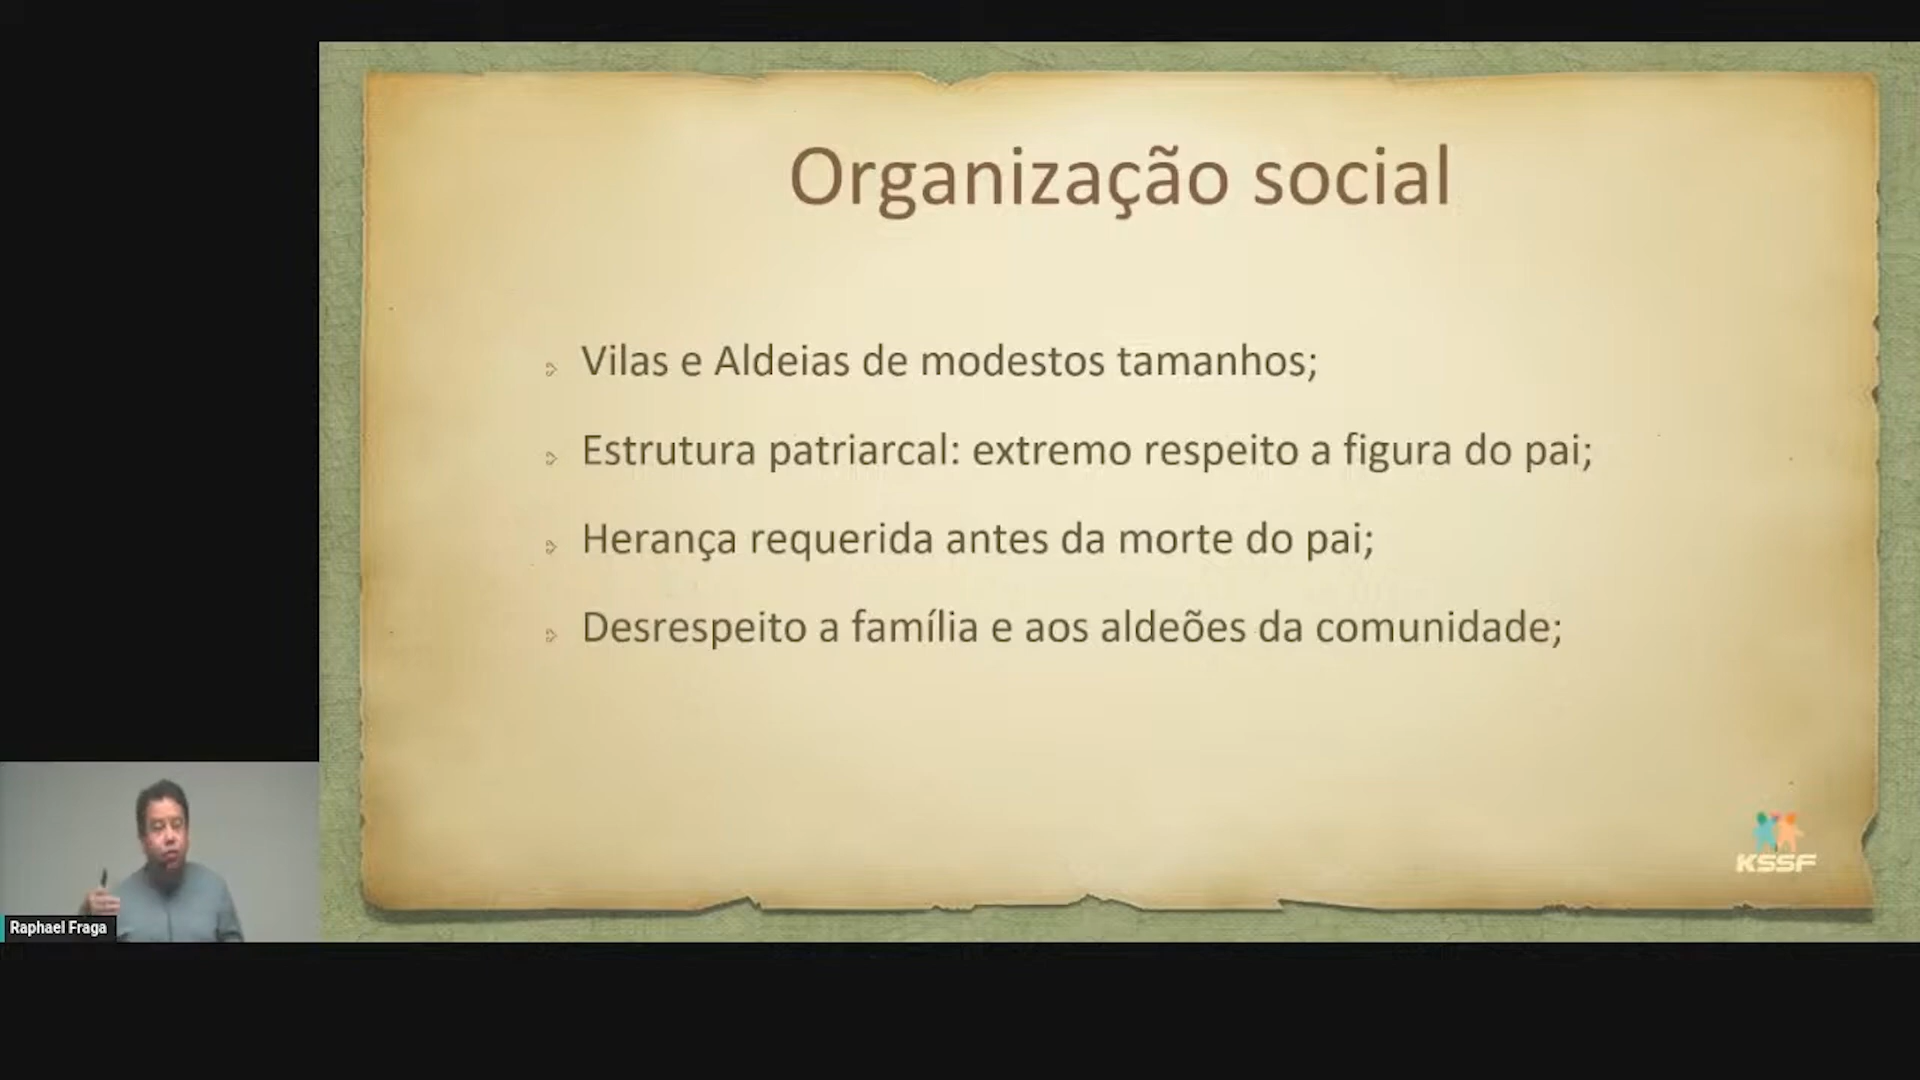 Organização social
Vilas e Aldeias de modestos tamanhos;
Estrutura patriarcal: extremo respeito a figura do pai;
Herança requerida antes da morte do pai;
Desrespeito a família e aos aldeões da comunidade;
KSSF
Raphael Fraga